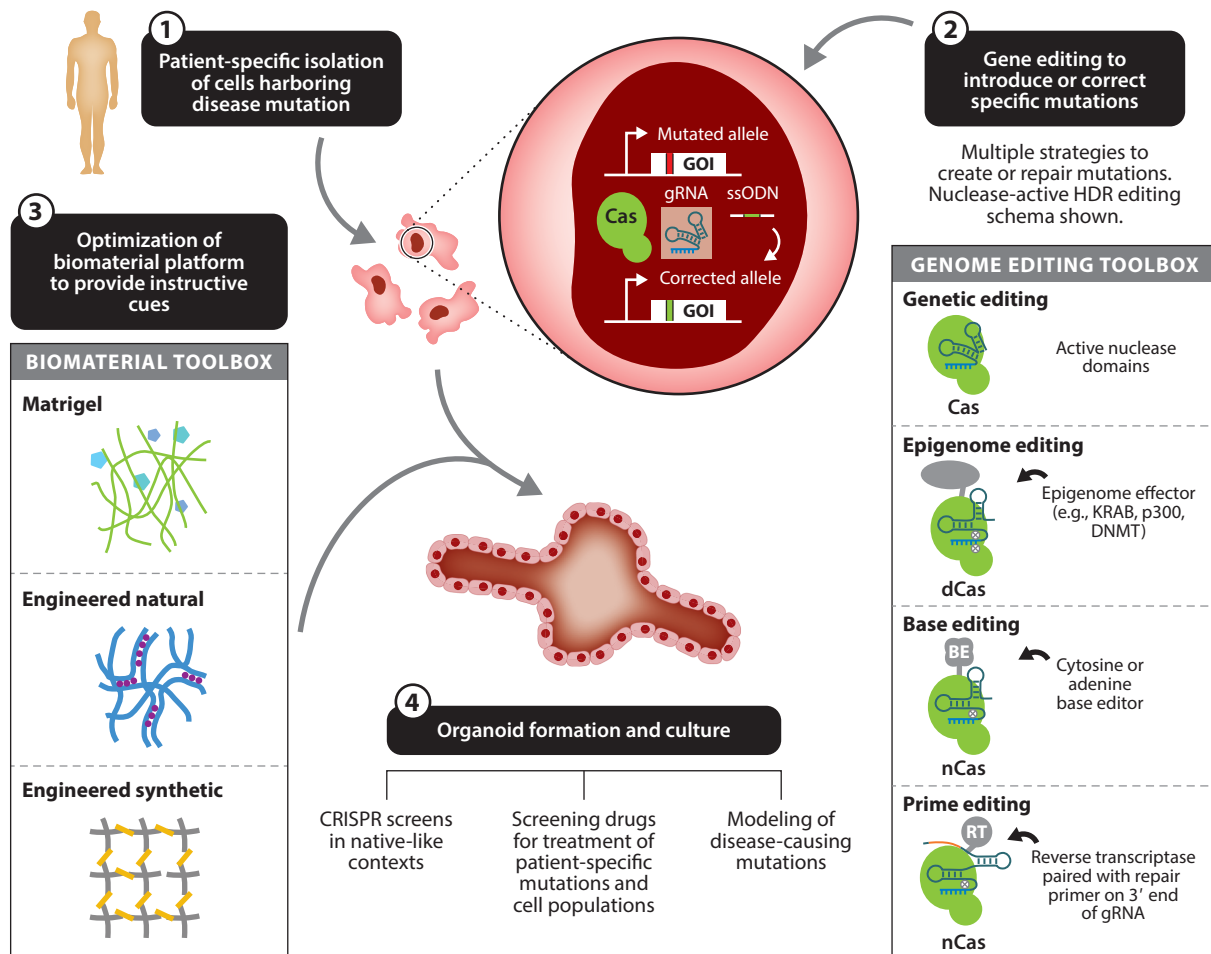 1
Patient-specific isolation
of cells harboring
disease mutation
2
Gene editing to
introduce or correct
specific mutations
Multiple strategies to
create or repair mutations.
Nuclease-active HDR editing
schema shown.
Mutated allele
GOI
Cas
gRNA
ssODN
Corrected allele
GOI
3
Optimization of
biomaterial platform
to provide instructive
cues
BIOMATERIAL TOOLBOX
Matrigel
Engineered natural
Engineered synthetic
GENOME EDITING TOOLBOX
Genetic editing
Active nuclease
domains
Cas
Epigenome editing
Epigenome effector
(e.g., KRAB, p300,
DNMT)
dCas
Base editing
BE
Cytosine or
adenine
base editor
nCas
Prime editing
RT
Reverse transcriptase
paired with repair
primer on 3′ end
of gRNA
nCas
4
Organoid formation and culture
CRISPR screens
in native-like
contexts
Screening drugs
for treatment of
patient-specific
mutations and
cell populations
Modeling of
disease-causing
mutations